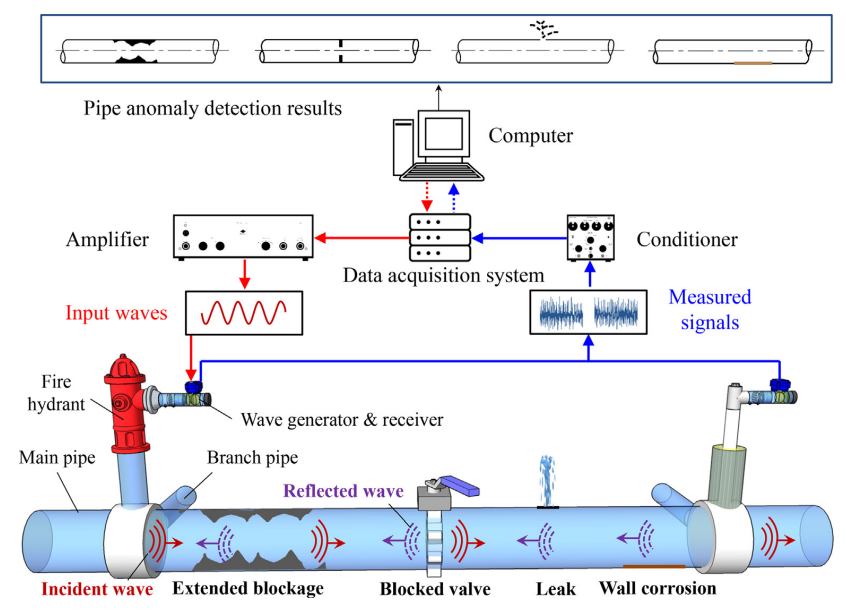 Pipe anomaly detection results
Computer
Amplifier
Conditioner
Data acquisition system
Input waves
Measured
signals
Fire
hydrant
Wave generator & receiver
Main pipe
Branch pipe
Reflected wave
Incident wave
Extended blockage
Blocked valve
Leak
Wall corrosion